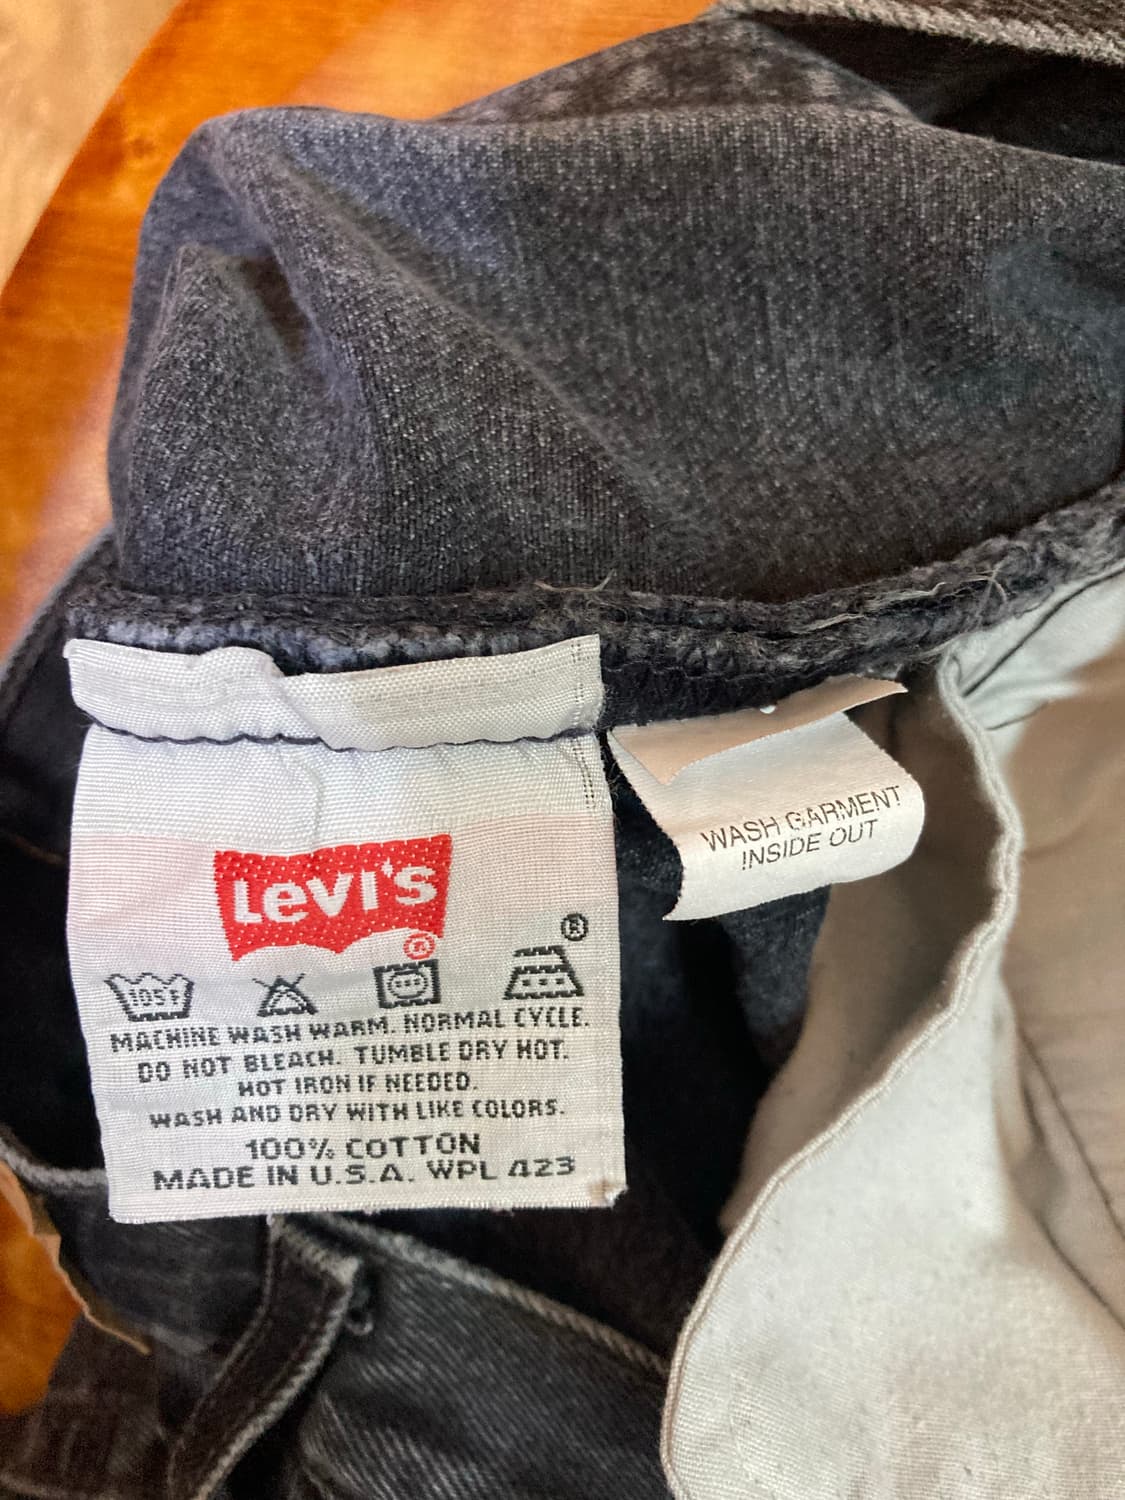 Levi's
®
®
105F
MACHINE WASH WARM. NORMAL CYCLE.
DO NOT BLEACH. TUMBLE DRY HOT.
HOT IRON IF NEEDED.
WASH AND DRY WITH LIKE COLORS.
100% COTTON
MADE IN U.S.A. WPL 423
WASH GARMENT
INSIDE OUT